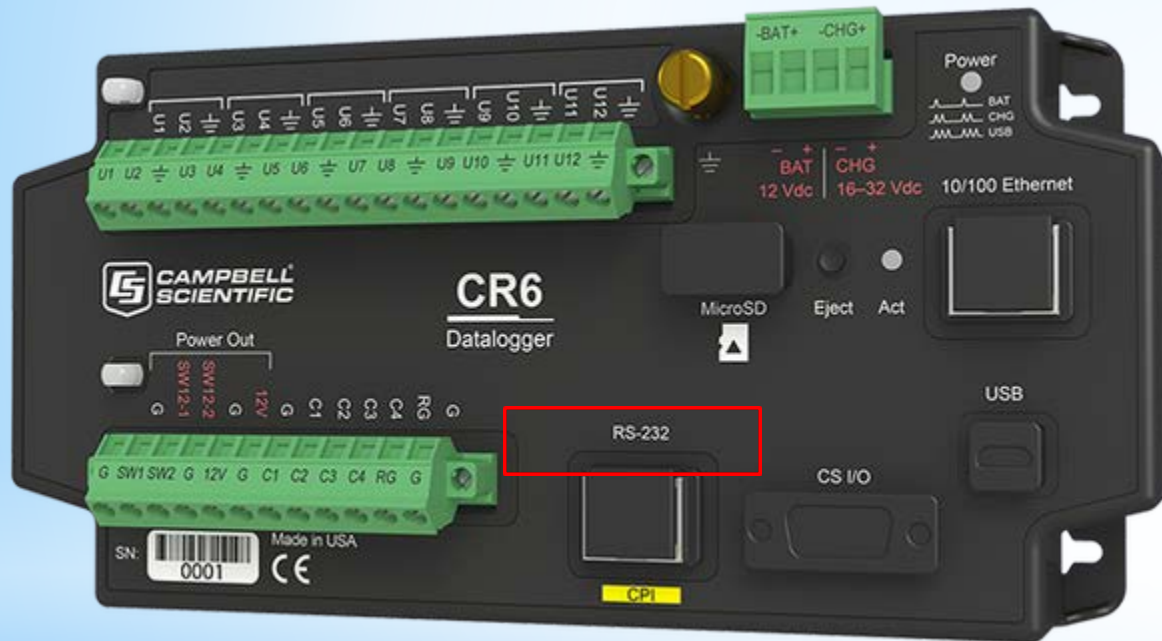 -BAT+ -CHG+
Power
BAT
CHG
USB
U1 U2 U3 U4 U5 U6 U7 U8 U9 U10 U11 U12
U1 U2 U3 U4 U5 U6 U7 U8 U9 U10 U11 U12
- + - +
BAT CHG
12 Vdc 16–32 Vdc
10/100 Ethernet
CS CAMPBELL
SCIENTIFIC
CR6
Datalogger
MicroSD Eject Act
Power Out
G SW12-1 SW12-2 G 12V G C1 C2 C3 C4 RG G
G SW1 SW2 G 12V G C1 C2 C3 C4 RG G
RS-232
USB
CS I/O
SN: 0001
Made in USA
CE
CPI